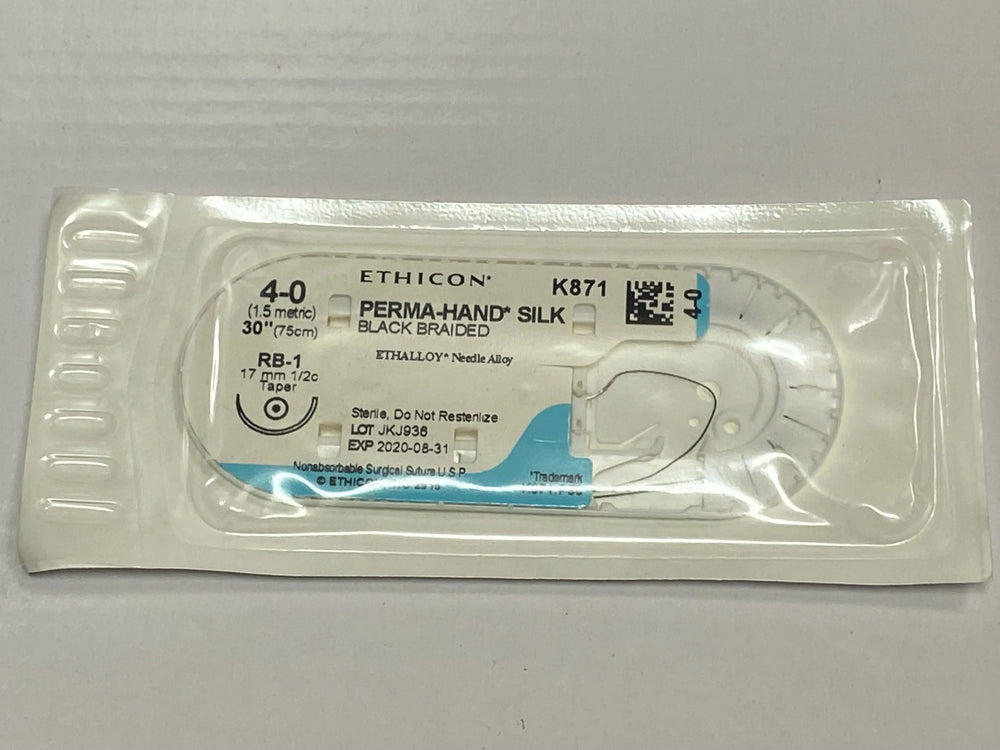 ETHICON*
4-0
(1.5 metric)
30" (75cm)
K871
4-0
PERMA-HAND* SILK
BLACK BRAIDED
ETHALLOY* Needle Alloy
RB-1
17 mm 1/2c
Taper
Sterile, Do Not Resterilize
LOT JKJ936
EXP 2020-08-31
Nonabsorbable Surgical Suture U.S.P.
© ETHICON
*Trademark